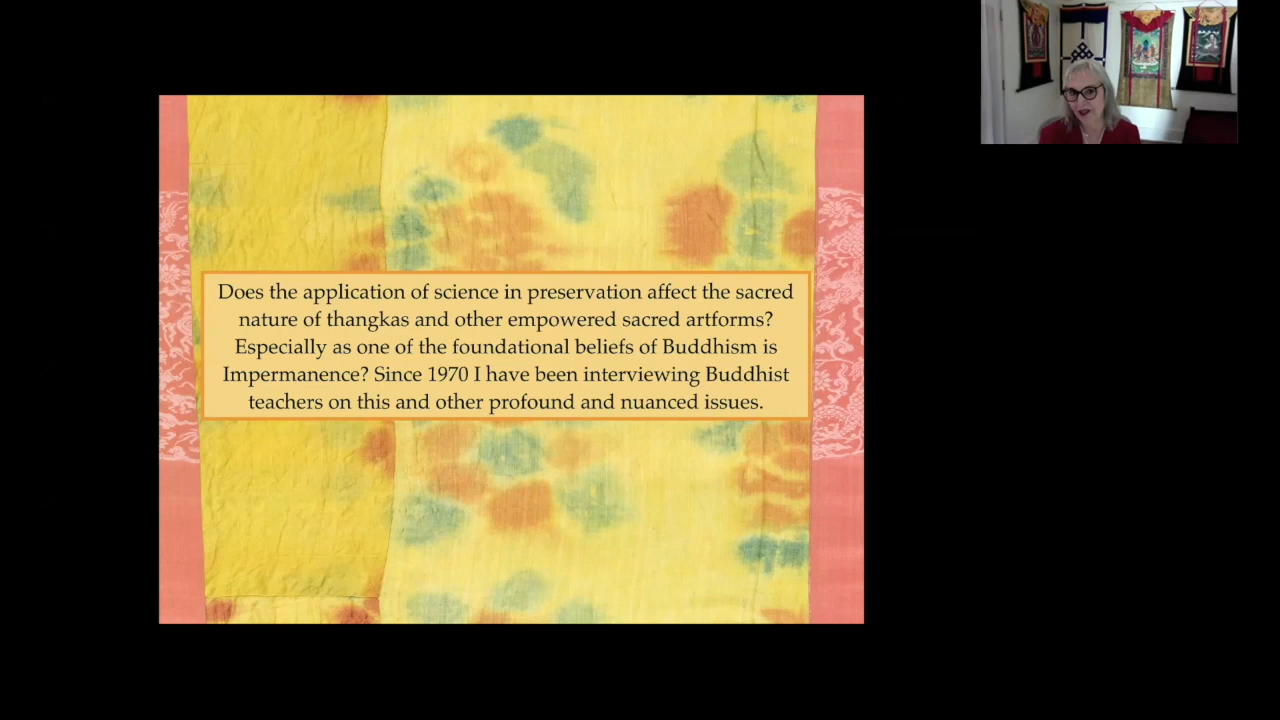 Does the application of science in preservation affect the sacred
nature of thangkas and other empowered sacred artforms?
Especially as one of the foundational beliefs of Buddhism is
Impermanence? Since 1970 I have been interviewing Buddhist
teachers on this and other profound and nuanced issues.